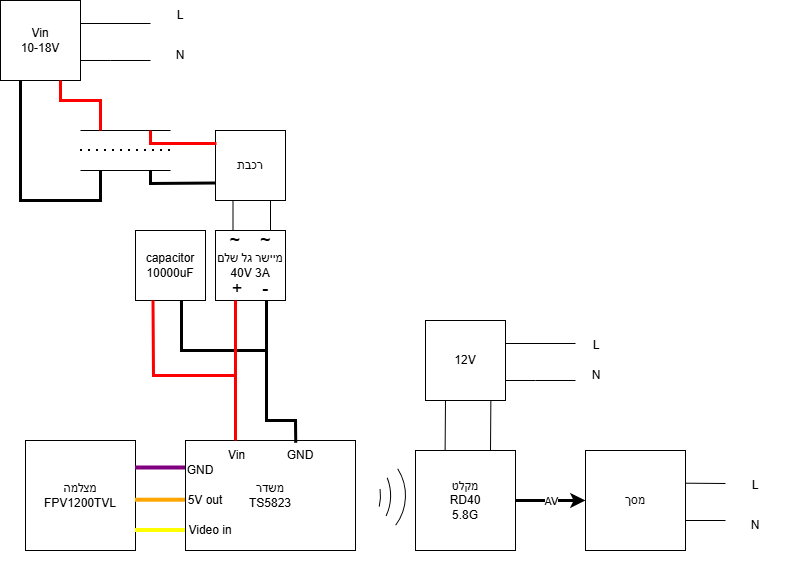 Vin
10-18V
L
N
רכבת
capacitor
10000uF
~ ~
מיישר גל שלם
40V 3A
+ -
12V
L
N
Vin
GND
מצלמה
FPV1200TVL
GND
5V out
Video in
משדר
TS5823
מקלט
RD40
5.8G
AV
מסך
L
N